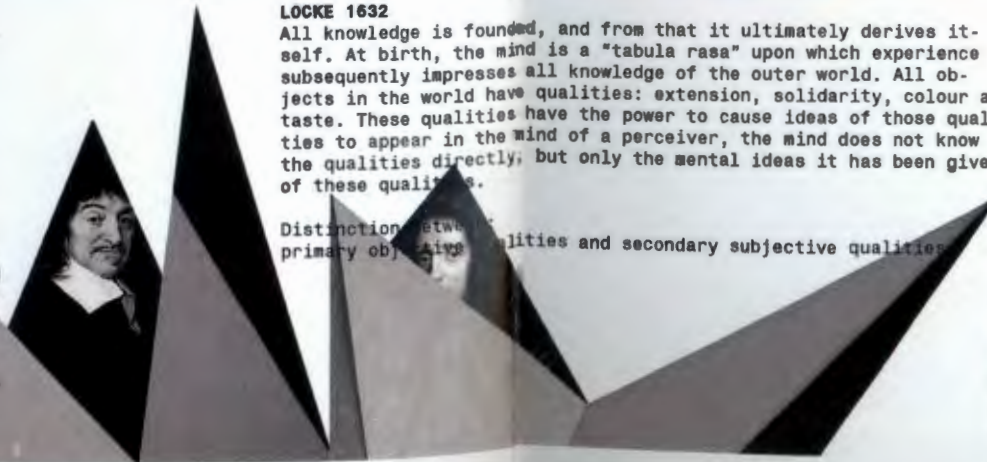 LOCKE 1632
All knowledge is founded, and from that it ultimately derives it-
self. At birth, the mind is a "tabula rasa" upon which experience
subsequently impresses all knowledge of the outer world. All ob-
jects in the world have qualities: extension, solidarity, colour a
taste. These qualities have the power to cause ideas of those qual
ties to appear in the mind of a perceiver, the mind does not know
the qualities directly, but only the mental ideas it has been give
of these qualities.
Distinction
primary qualities and secondary subjective qualities